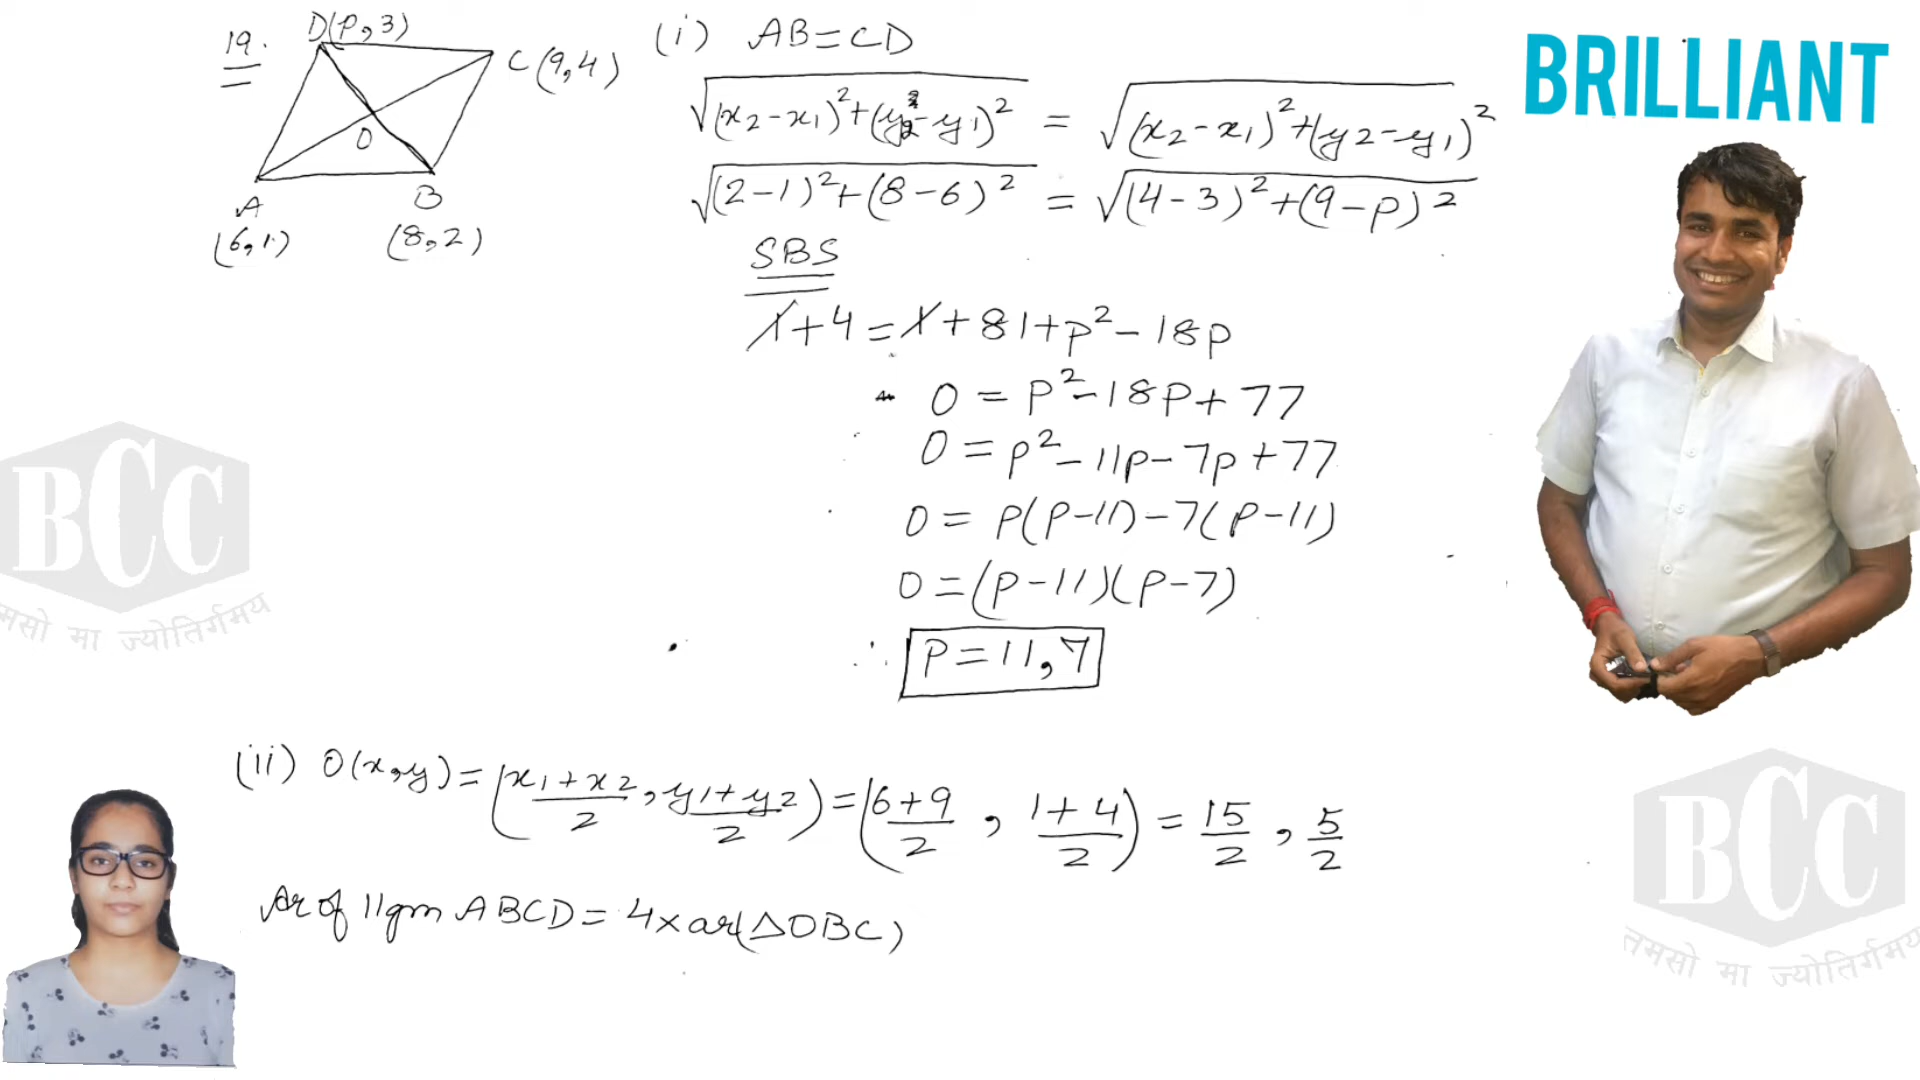 19.
D(P,3)
C (9,4)
O
A
(6,1)
B
(8,2)
(i) AB=CD
√(x₂-x₁)²+(y₂-y₁)² = √(x₂-x₁)²+(y₂-y₁)²
√(2-1)²+(8-6)² = √(4-3)²+(9-P)²
SBS
1+4=1+81+p²-18p
0=P²-18P+77
0=p²-11p-7p+77
0=P(P-11)-7(P-11)
0=(P-11)(P-7)
∴ P=11,7
(ii) O(x,y)=(x₁+x₂/2, y₁+y₂/2)=(6+9/2, 1+4/2)=15/2, 5/2
Ar of 11gm ABCD=4×ar(△OBC)
BRILLIANT
BCC
मसो मा ज्योतिर्गमय
BCC
तमसो मा ज्योतिर्गमय